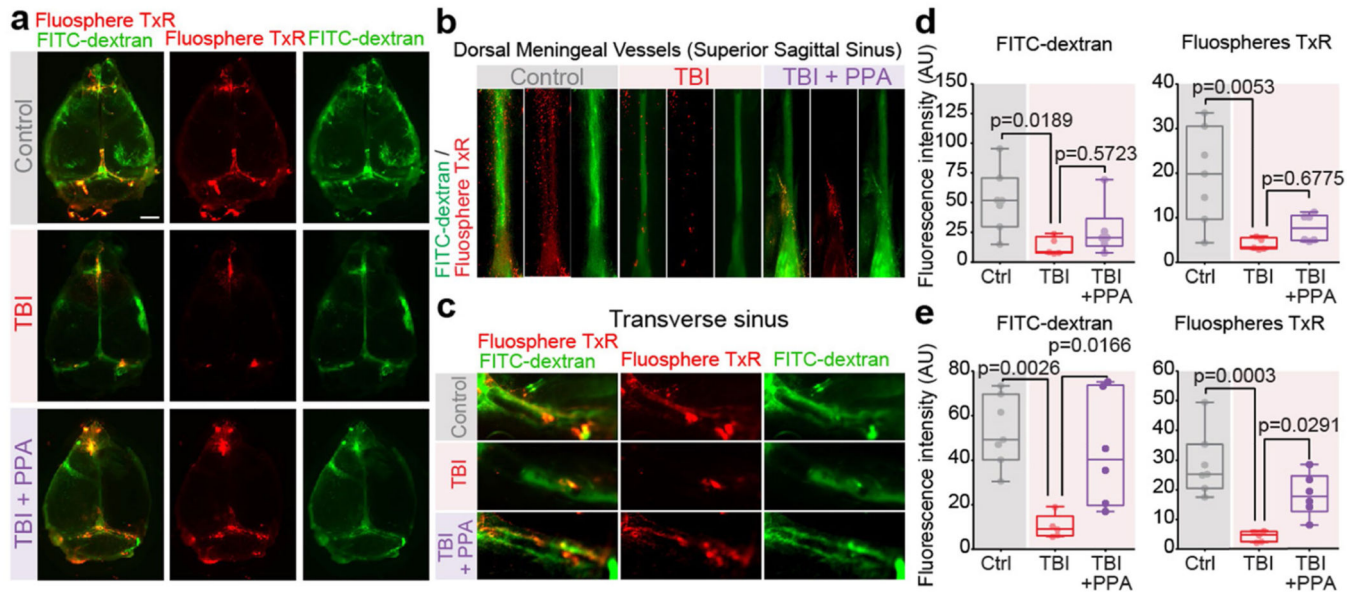 a
Fluosphere TxR
FITC-dextran
Fluosphere TxR
FITC-dextran
Control
TBI
TBI + PPA
b
Dorsal Meningeal Vessels (Superior Sagittal Sinus)
Control
TBI
TBI + PPA
FITC-dextran /
Fluosphere TxR
c
Transverse sinus
Fluosphere TxR
FITC-dextran
Fluosphere TxR
FITC-dextran
Control
TBI
TBI
+ PPA
d
FITC-dextran
Fluorescence intensity (AU)
150
125
100
75
50
25
0
p=0.0189
p=0.5723
Ctrl
TBI
TBI
+PPA
Fluospheres TxR
40
30
20
10
0
p=0.0053
p=0.6775
Ctrl
TBI
TBI
+PPA
e
FITC-dextran
Fluorescence intensity (AU)
80
60
40
20
0
p=0.0026
p=0.0166
Ctrl
TBI
TBI
+PPA
Fluospheres TxR
60
50
40
30
20
10
0
p=0.0003
p=0.0291
Ctrl
TBI
TBI
+PPA